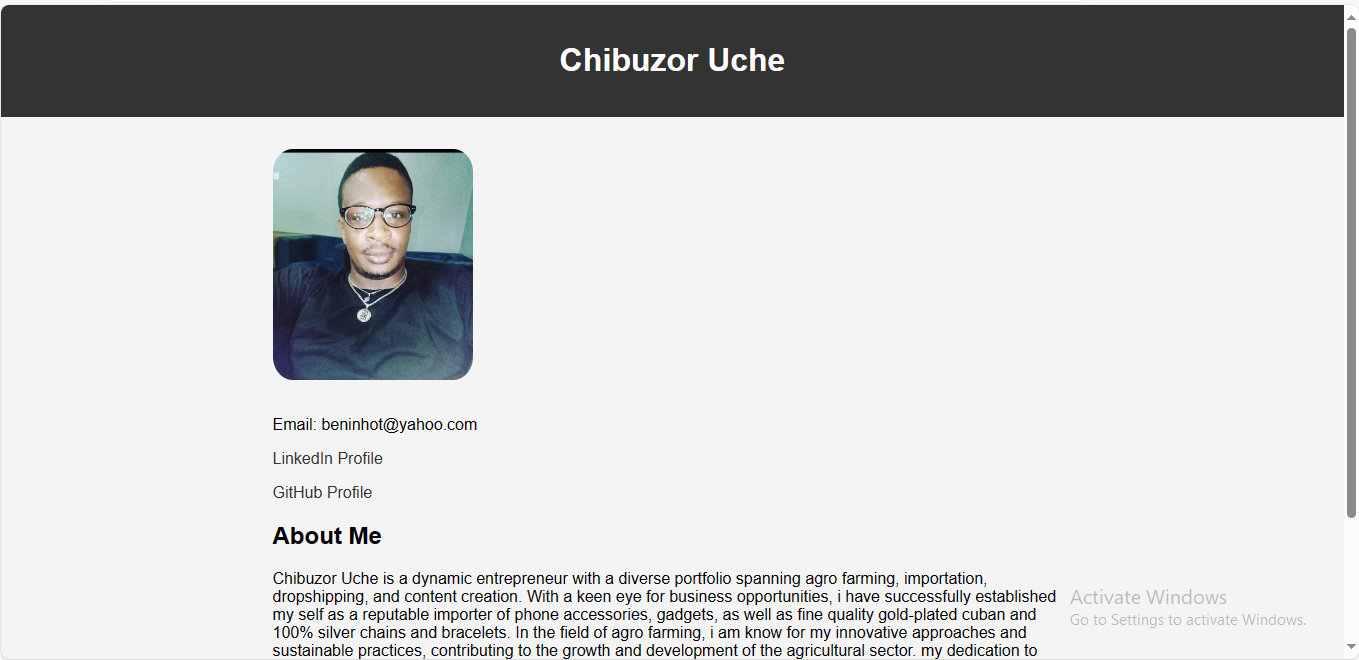 Chibuzor Uche
Email: beninhot@yahoo.com
LinkedIn Profile
GitHub Profile
About Me
Chibuzor Uche is a dynamic entrepreneur with a diverse portfolio spanning agro farming, importation,
dropshipping, and content creation. With a keen eye for business opportunities, i have successfully established
my self as a reputable importer of phone accessories, gadgets, as well as fine quality gold-plated cuban and
100% silver chains and bracelets. In the field of agro farming, i am know for my innovative approaches and
sustainable practices, contributing to the growth and development of the agricultural sector. my dedication to
Activate Windows
Go to Settings to activate Windows.